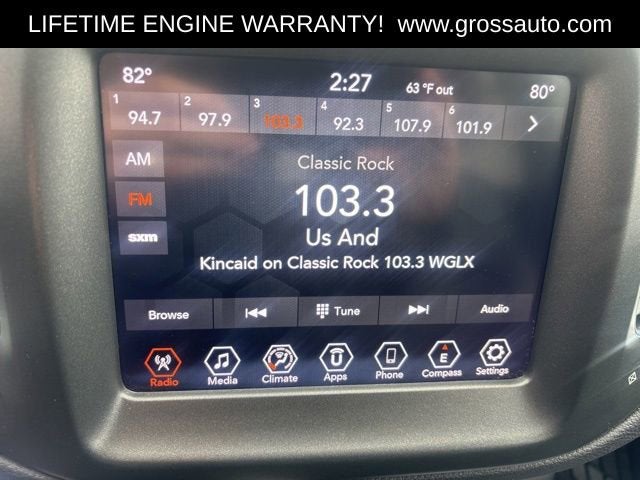 LIFETIME ENGINE WARRANTY! www.grossauto.com
82° 2:27 63 °F out 80°
1 2 3 4 5 6
94.7 97.9 103.3 92.3 107.9 101.9
AM
Classic Rock
FM
103.3
sxm
Us And
Kincaid on Classic Rock 103.3 WGLX
Browse Tune Audio
E
Radio Media Climate Apps Phone Compass Settings